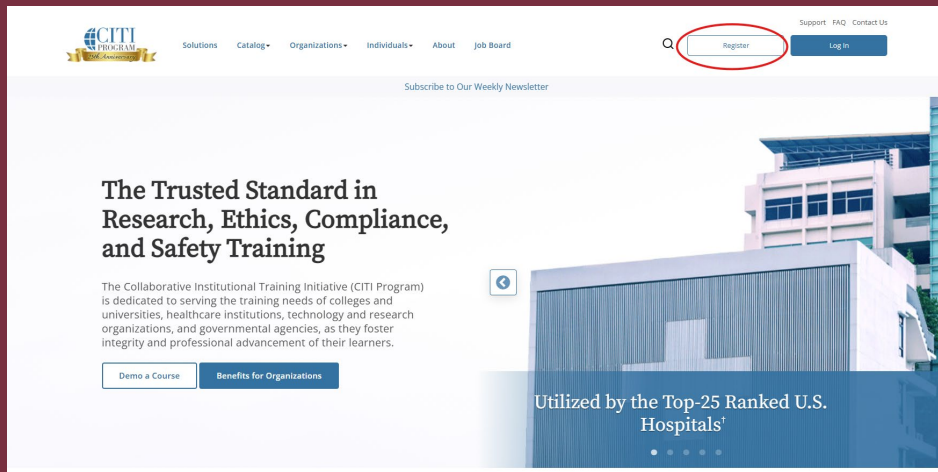 Support FAQ Contact Us
CITI
PROGRAM
25th Anniversary
Solutions Catalog Organizations Individuals About Job Board
Register
Log In
Subscribe to Our Weekly Newsletter
The Trusted Standard in
Research, Ethics, Compliance,
and Safety Training
The Collaborative Institutional Training Initiative (CITI Program)
is dedicated to serving the training needs of colleges and
universities, healthcare institutions, technology and research
organizations, and governmental agencies, as they foster
integrity and professional advancement of their learners.
Demo a Course
Benefits for Organizations
Utilized by the Top-25 Ranked U.S.
Hospitals†